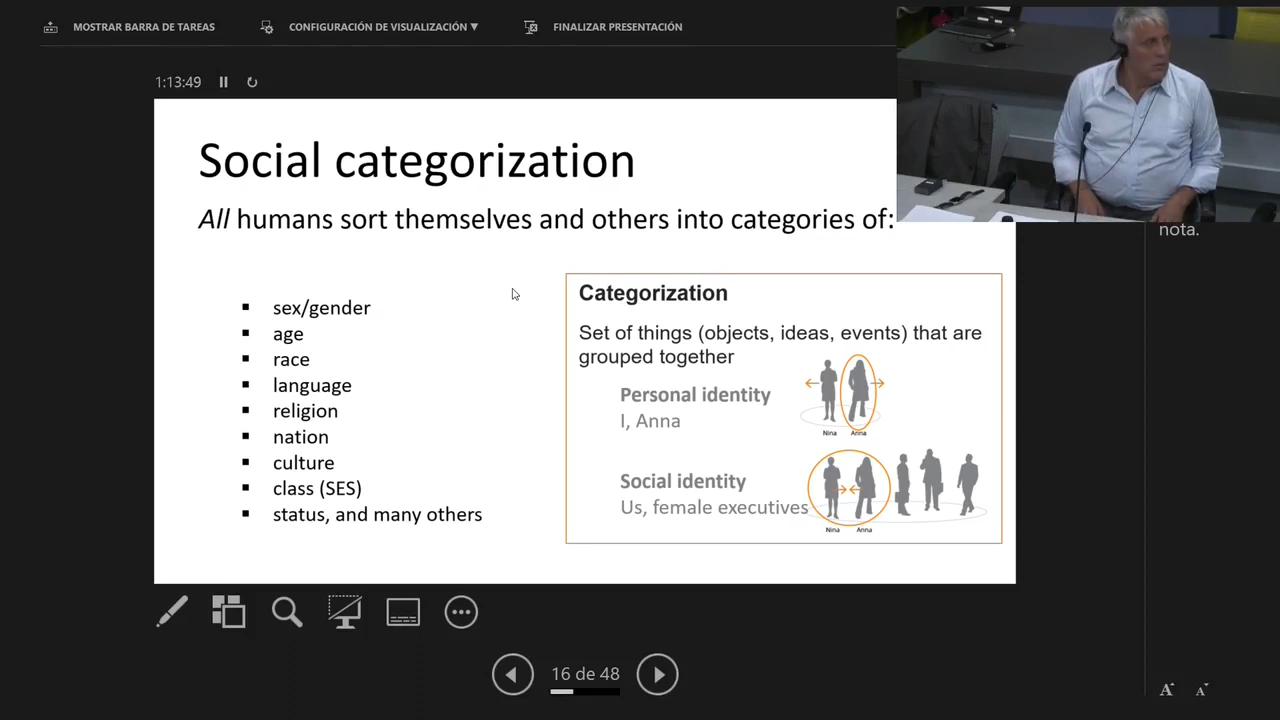 MOSTRAR BARRA DE TAREAS
CONFIGURACIÓN DE VISUALIZACIÓN ▼
FINALIZAR PRESENTACIÓN
1:13:49
Social categorization
All humans sort themselves and others into categories of:
nota.
▪ sex/gender
▪ age
▪ race
▪ language
▪ religion
▪ nation
▪ culture
▪ class (SES)
▪ status, and many others
Categorization
Set of things (objects, ideas, events) that are
grouped together
Personal identity
I, Anna
Nina Anna
Social identity
Us, female executives
Nina Anna
16 de 48
A A